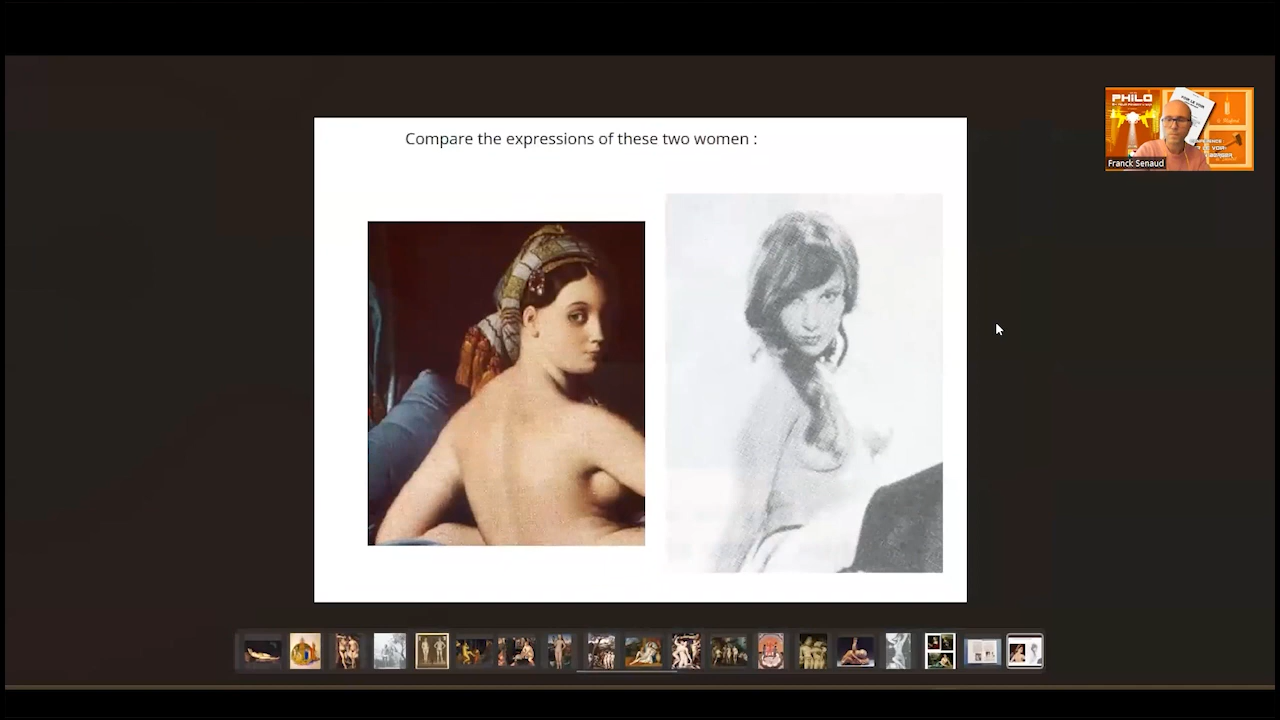 Compare the expressions of these two women :
PHILO
Franck Senaud